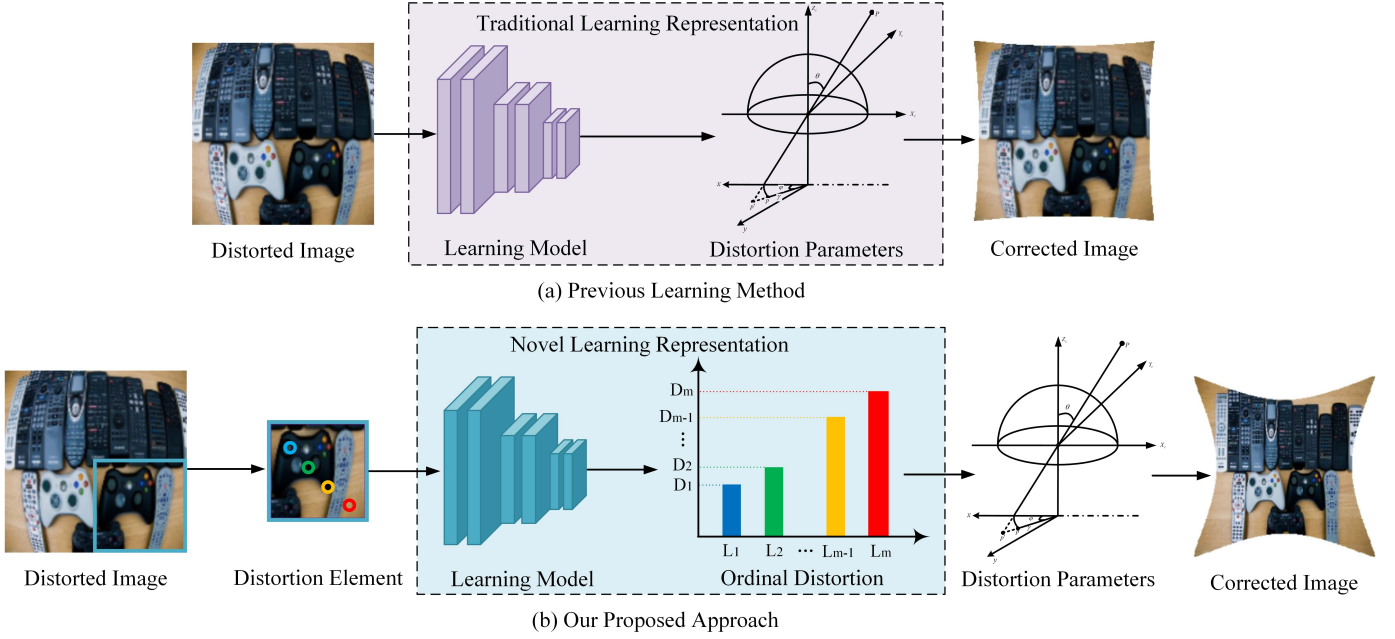 Traditional Learning Representation
Distorted Image
Learning Model
Distortion Parameters
Corrected Image
(a) Previous Learning Method
Novel Learning Representation
Dm
Dm-1
⋮
D2
D1
L1 L2 ··· Lm-1 Lm
Distorted Image
Distortion Element
Learning Model
Ordinal Distortion
Distortion Parameters
Corrected Image
(b) Our Proposed Approach